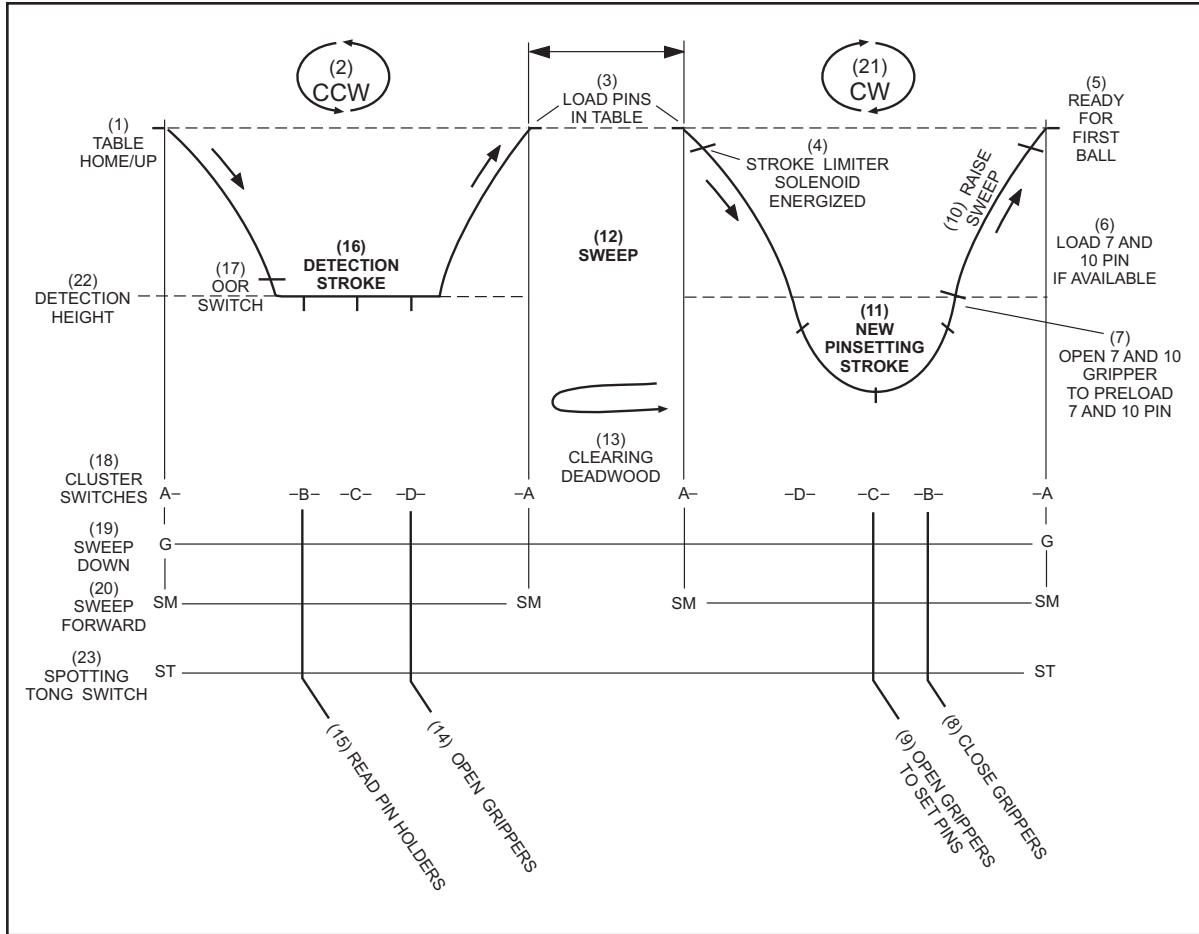 (2)
CCW
(3)
LOAD PINS
IN TABLE
(21)
CW
(5)
READY
FOR
FIRST
BALL
(1)
TABLE
HOME/UP
(4)
STROKE LIMITER
SOLENOID
ENERGIZED
(10) RAISE
SWEEP
(16)
DETECTION
STROKE
(12)
SWEEP
(6)
LOAD 7 AND
10 PIN
IF AVAILABLE
(17)
OOR
SWITCH
(22)
DETECTION
HEIGHT
(11)
NEW
PINSETTING
STROKE
(7)
OPEN 7 AND 10
GRIPPER
TO PRELOAD
7 AND 10 PIN
(13)
CLEARING
DEADWOOD
(18)
CLUSTER
SWITCHES
A– –B– –C– –D– –A A– –D– –C– –B– –A
(19)
SWEEP
DOWN
G G
(20)
SWEEP
FORWARD
SM SM SM SM
(23)
SPOTTING
TONG SWITCH
ST ST
(15) READ PIN HOLDERS
(14) OPEN GRIPPERS
(9) OPEN GRIPPERS
TO SET PINS
(8) CLOSE GRIPPERS